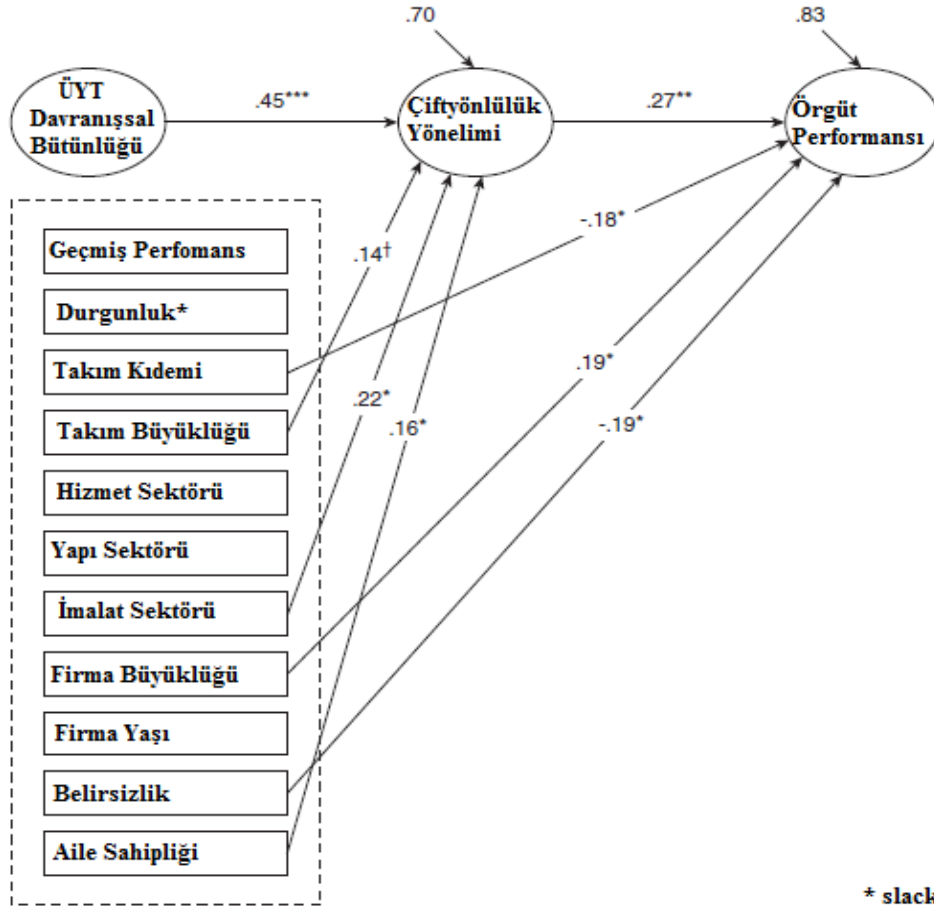 .70
.83
ÜYT
Davranışsal
Bütünlüğü
.45***
Çiftyönlülük
Yönelimi
.27**
Örgüt
Performansı
-.18*
.14†
.22*
.16*
.19*
-.19*
Geçmiş Perfomans
Durgunluk*
Takım Kıdemi
Takım Büyüklüğü
Hizmet Sektörü
Yapı Sektörü
İmalat Sektörü
Firma Büyüklüğü
Firma Yaşı
Belirsizlik
Aile Sahipliği
* slack